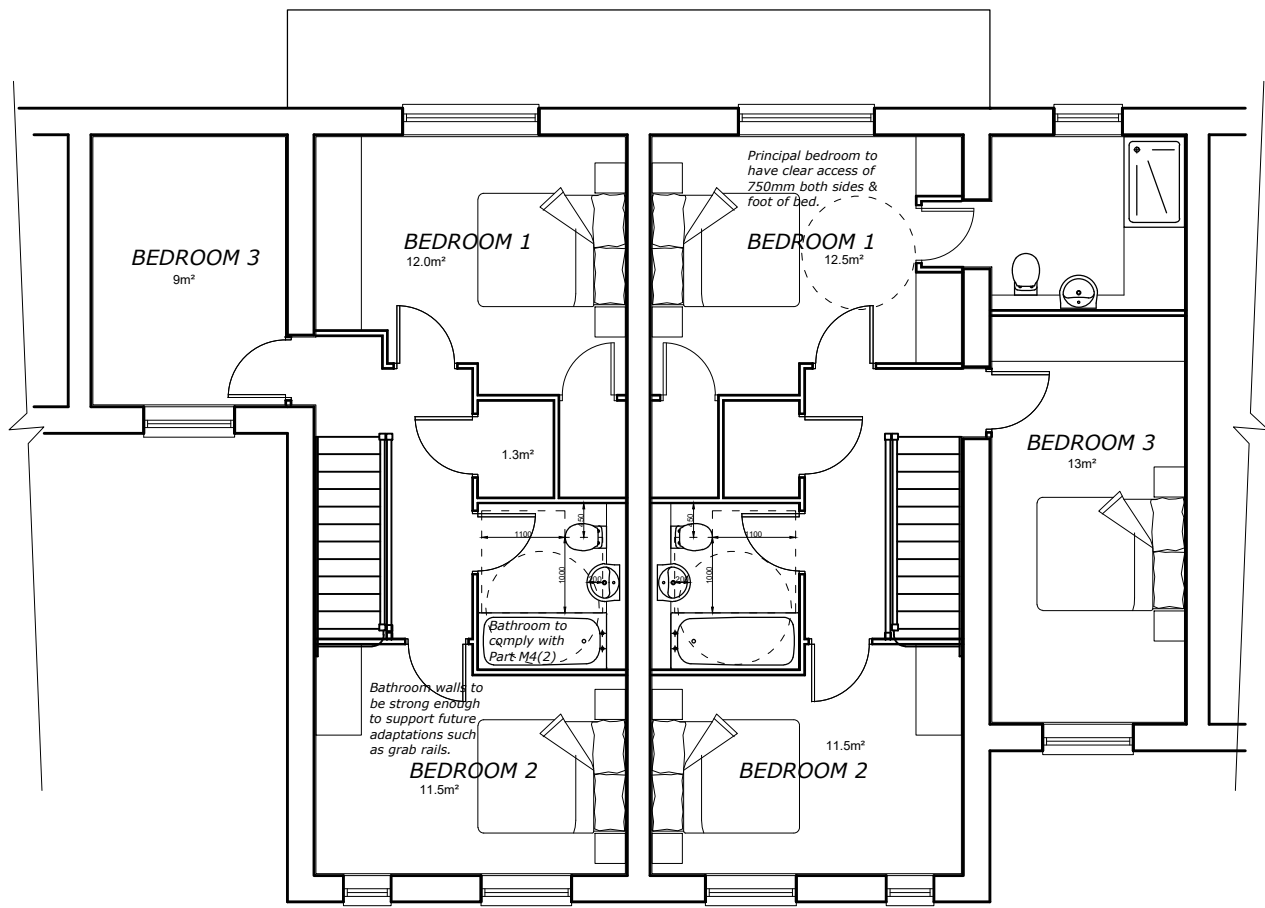 Principal bedroom to
have clear access of
750mm both sides &
foot of bed.
BEDROOM 1
12.0m²
BEDROOM 1
12.5m²
BEDROOM 3
9m²
BEDROOM 3
13m²
1.3m²
450
1100
1000
200
450
1100
1000
200
Bathroom to
comply with
Part M4(2)
Bathroom walls to
be strong enough
to support future
adaptations such
as grab rails.
BEDROOM 2
11.5m²
11.5m²
BEDROOM 2